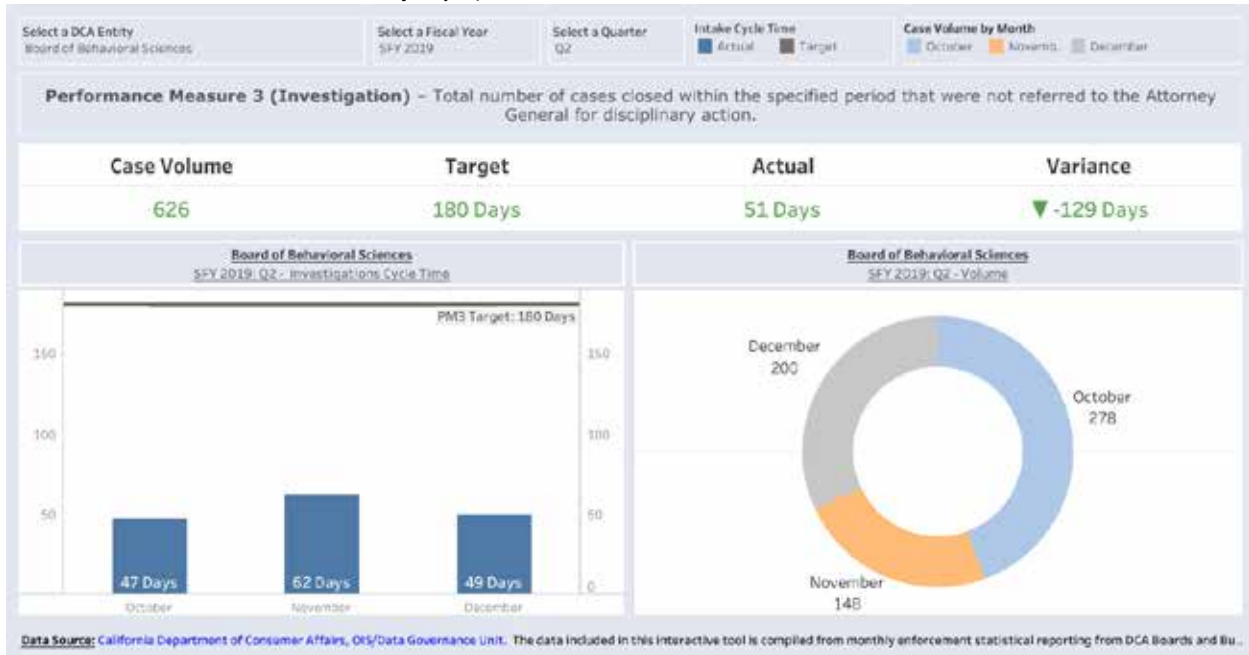 Select a DCA Entity
Board of Behavioral Sciences
Select a Fiscal Year
SFY 2019
Select a Quarter
Q2
Intake Cycle Time
Actual Target
Case Volume by Month
October Novemb.. December
Performance Measure 3 (Investigation) – Total number of cases closed within the specified period that were not referred to the Attorney
General for disciplinary action.
Case Volume Target Actual Variance
626 180 Days 51 Days ▼ -129 Days
Board of Behavioral Sciences
SFY 2019: Q2 - Investigations Cycle Time
PM3 Target: 180 Days
150 150
100 100
50 50
0
47 Days 62 Days 49 Days
October November December
Board of Behavioral Sciences
SFY 2019: Q2 - Volume
December
200
October
278
November
148
Data Source: California Department of Consumer Affairs, OIS/Data Governance Unit. The data included in this interactive tool is compiled from monthly enforcement statistical reporting from DCA Boards and Bu..